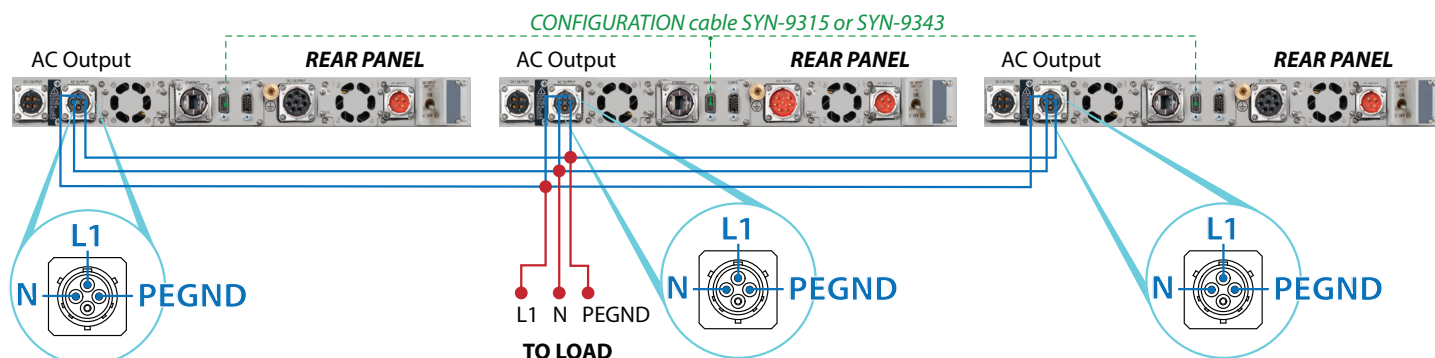 CONFIGURATION cable SYN-9315 or SYN-9343
AC Output
REAR PANEL
AC Output
REAR PANEL
AC Output
REAR PANEL
L1
N
PEGND
L1
N
PEGND
L1
N
PEGND
L1 N PEGND
TO LOAD